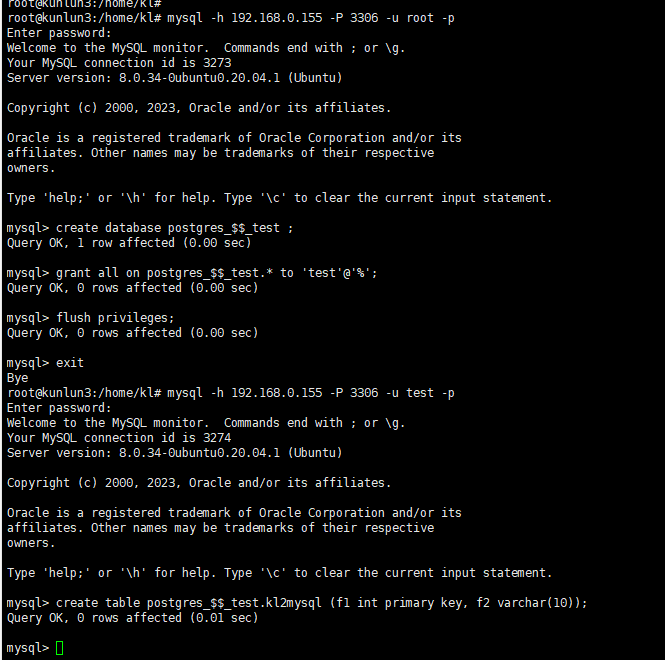 root@kunlun3:/home/kl#
root@kunlun3:/home/kl# mysql -h 192.168.0.155 -P 3306 -u root -p
Enter password:
Welcome to the MySQL monitor.  Commands end with ; or \g.
Your MySQL connection id is 3273
Server version: 8.0.34-0ubuntu0.20.04.1 (Ubuntu)
Copyright (c) 2000, 2023, Oracle and/or its affiliates.
Oracle is a registered trademark of Oracle Corporation and/or its
affiliates. Other names may be trademarks of their respective
owners.
Type 'help;' or '\h' for help. Type '\c' to clear the current input statement.
mysql> create database postgres_$$_test ;
Query OK, 1 row affected (0.00 sec)
mysql> grant all on postgres_$$_test.* to 'test'@'%';
Query OK, 0 rows affected (0.00 sec)
mysql> flush privileges;
Query OK, 0 rows affected (0.00 sec)
mysql> exit
Bye
root@kunlun3:/home/kl# mysql -h 192.168.0.155 -P 3306 -u test -p
Enter password:
Welcome to the MySQL monitor.  Commands end with ; or \g.
Your MySQL connection id is 3274
Server version: 8.0.34-0ubuntu0.20.04.1 (Ubuntu)
Copyright (c) 2000, 2023, Oracle and/or its affiliates.
Oracle is a registered trademark of Oracle Corporation and/or its
affiliates. Other names may be trademarks of their respective
owners.
Type 'help;' or '\h' for help. Type '\c' to clear the current input statement.
mysql> create table postgres_$$_test.kl2mysql (f1 int primary key, f2 varchar(10));
Query OK, 0 rows affected (0.01 sec)
mysql>